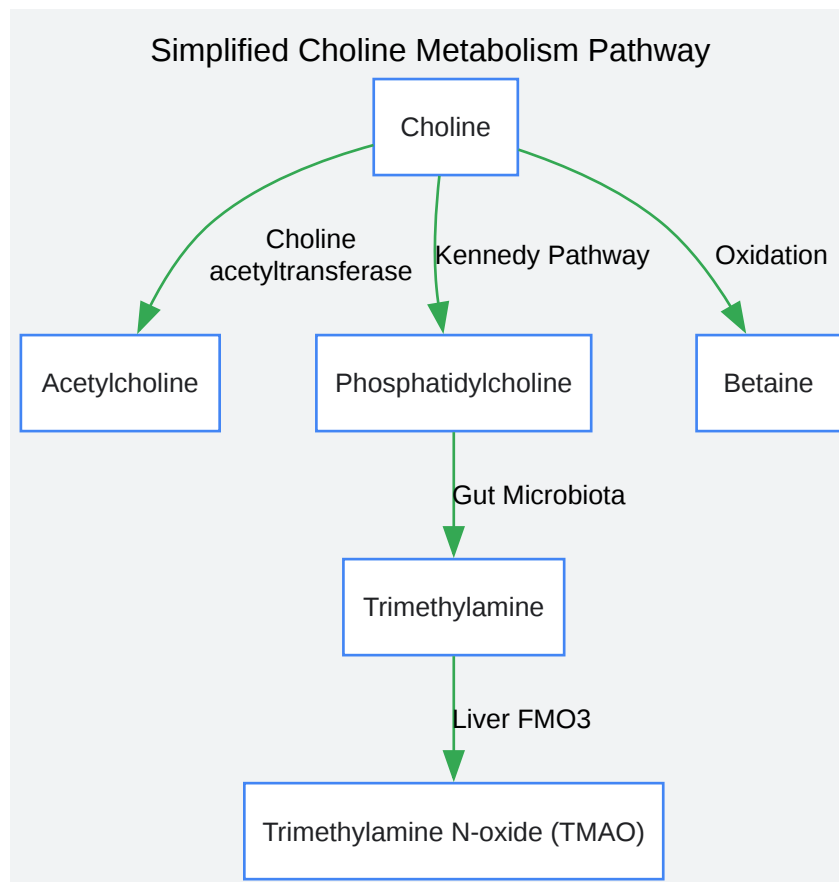 Simplified Choline Metabolism Pathway
Choline
Choline
acetyltransferase
Kennedy Pathway
Oxidation
Acetylcholine
Phosphatidylcholine
Betaine
Gut Microbiota
Trimethylamine
Liver FMO3
Trimethylamine N-oxide (TMAO)